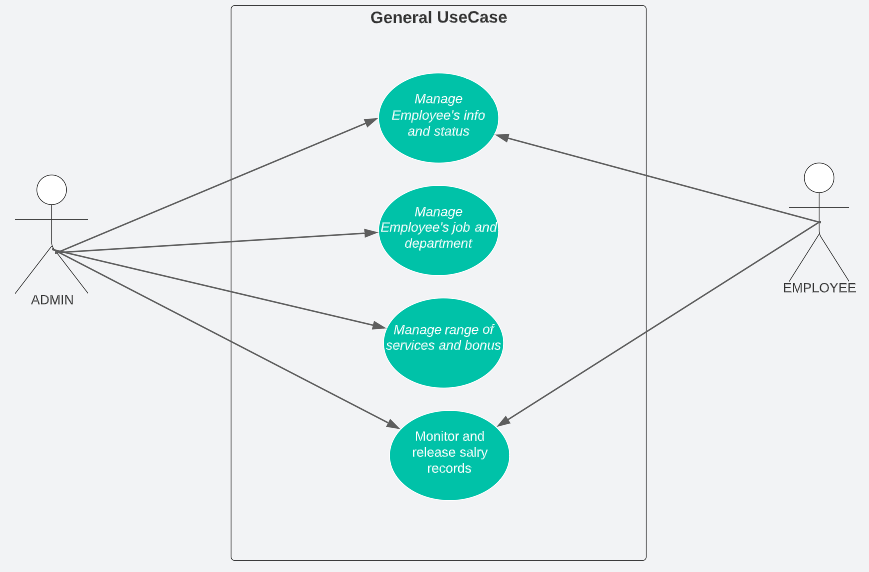 General UseCase
Manage
Employee's info
and status
Manage
Employee's job and
department
Manage range of
services and bonus
Monitor and
release salry
records
ADMIN
EMPLOYEE